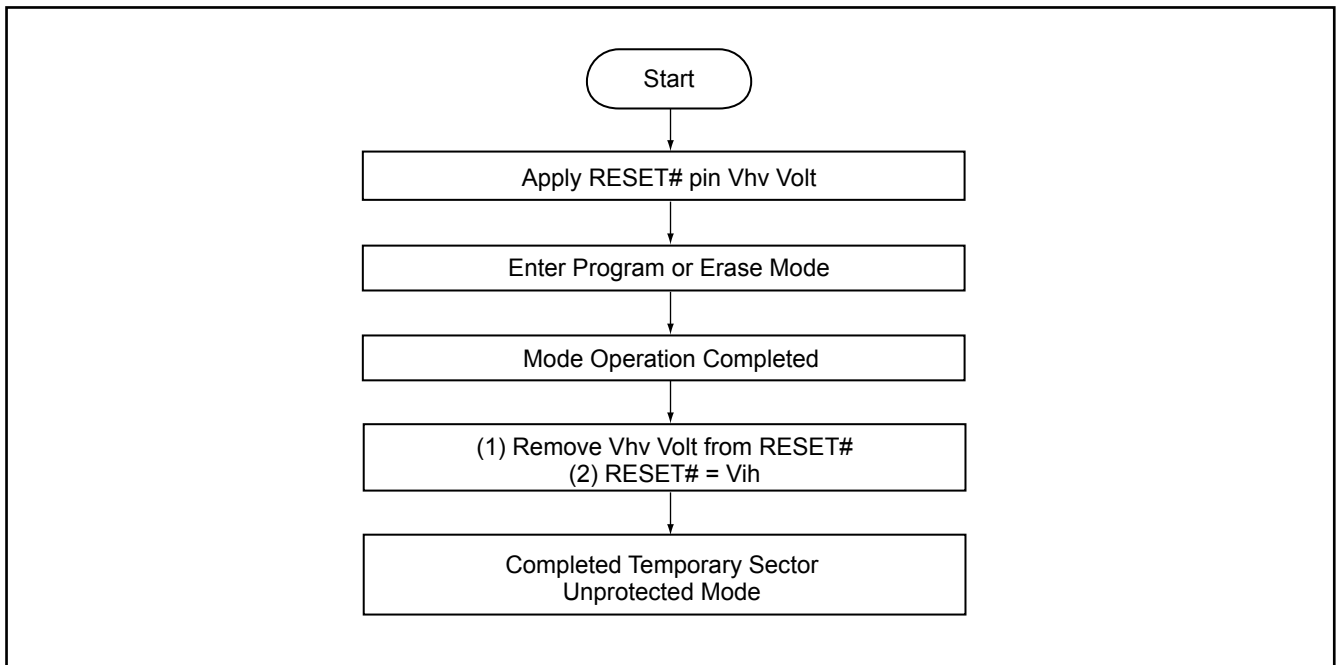 Start
Apply RESET# pin Vhv Volt
Enter Program or Erase Mode
Mode Operation Completed
(1) Remove Vhv Volt from RESET#
(2) RESET# = Vih
Completed Temporary Sector
Unprotected Mode